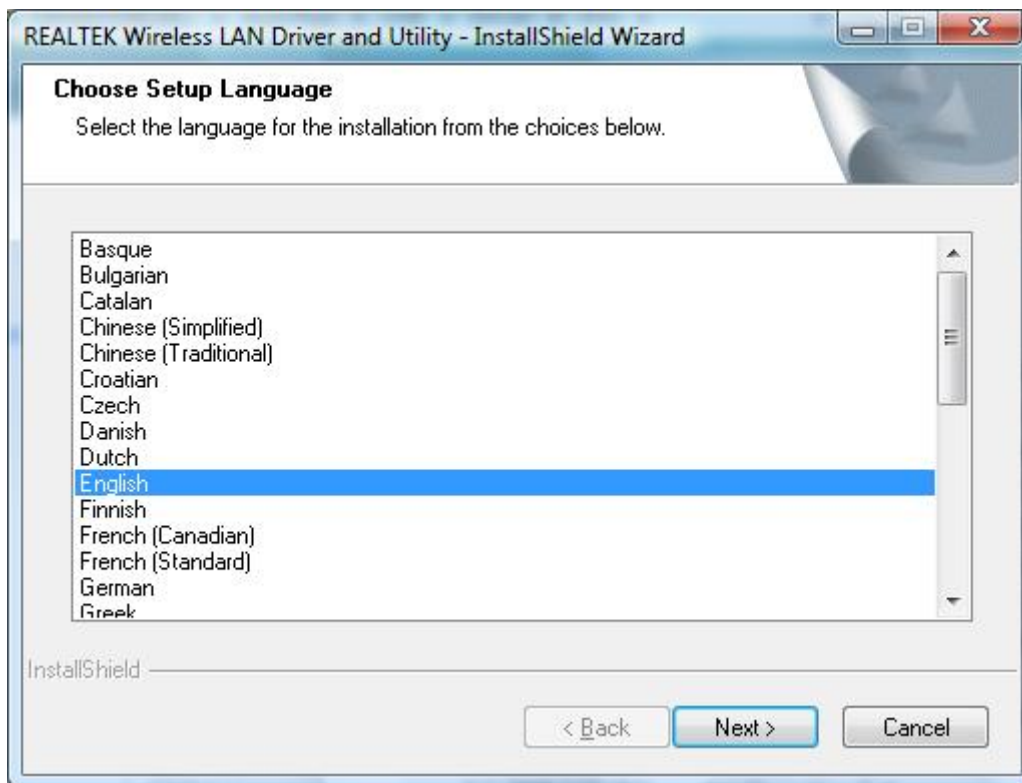 REALTEK Wireless LAN Driver and Utility - InstallShield Wizard
Choose Setup Language
Select the language for the installation from the choices below.
Basque
Bulgarian
Catalan
Chinese (Simplified)
Chinese (Traditional)
Croatian
Czech
Danish
Dutch
English
Finnish
French (Canadian)
French (Standard)
German
Greek
InstallShield
< Back Next > Cancel